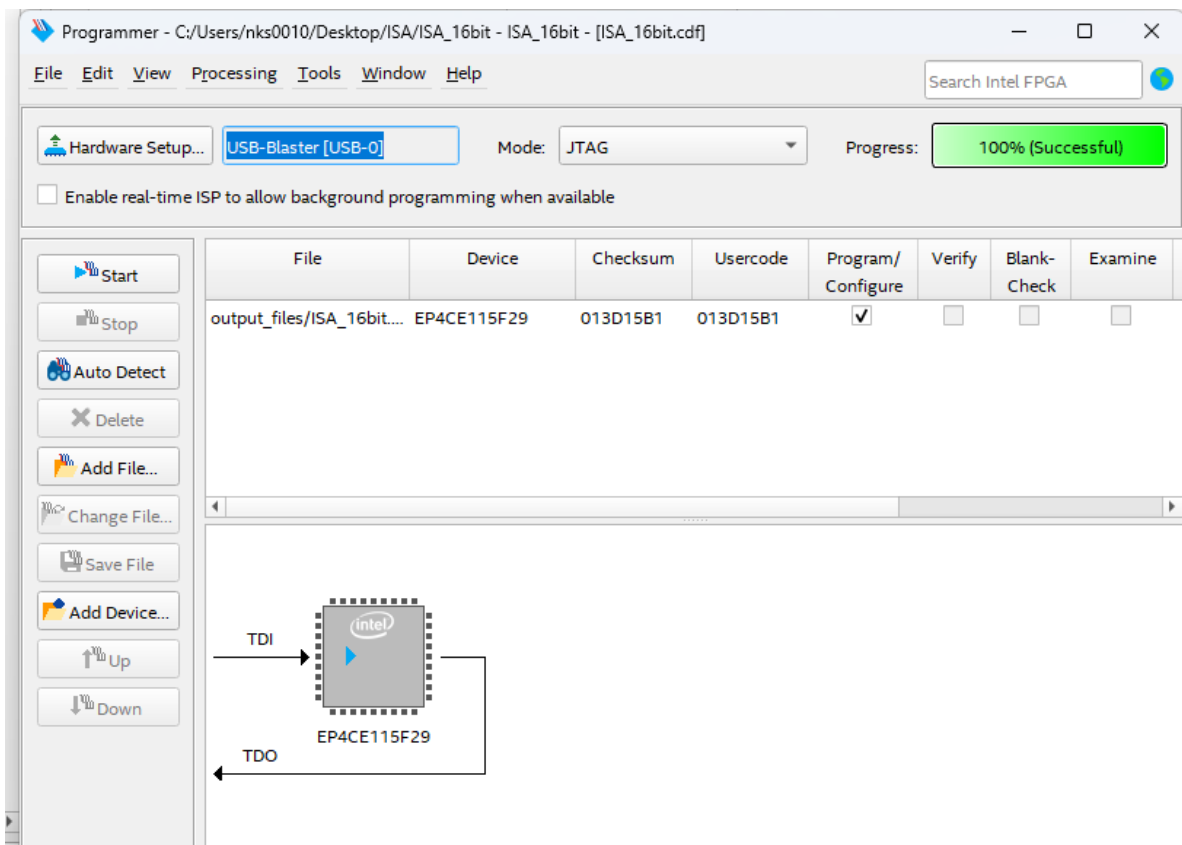 Programmer - C:/Users/nks0010/Desktop/ISA/ISA_16bit - ISA_16bit - [ISA_16bit.cdf]
File Edit View Processing Tools Window Help
Search Intel FPGA
Hardware Setup... USB-Blaster [USB-0] Mode: JTAG Progress: 100% (Successful)
Enable real-time ISP to allow background programming when available
File Device Checksum Usercode Program/ Verify Blank- Examine
Configure Check
Start
Stop
Auto Detect
Delete
Add File...
Change File...
Save File
Add Device...
Up
Down
output_files/ISA_16bit.... EP4CE115F29 013D15B1 013D15B1
intel
TDI
EP4CE115F29
TDO